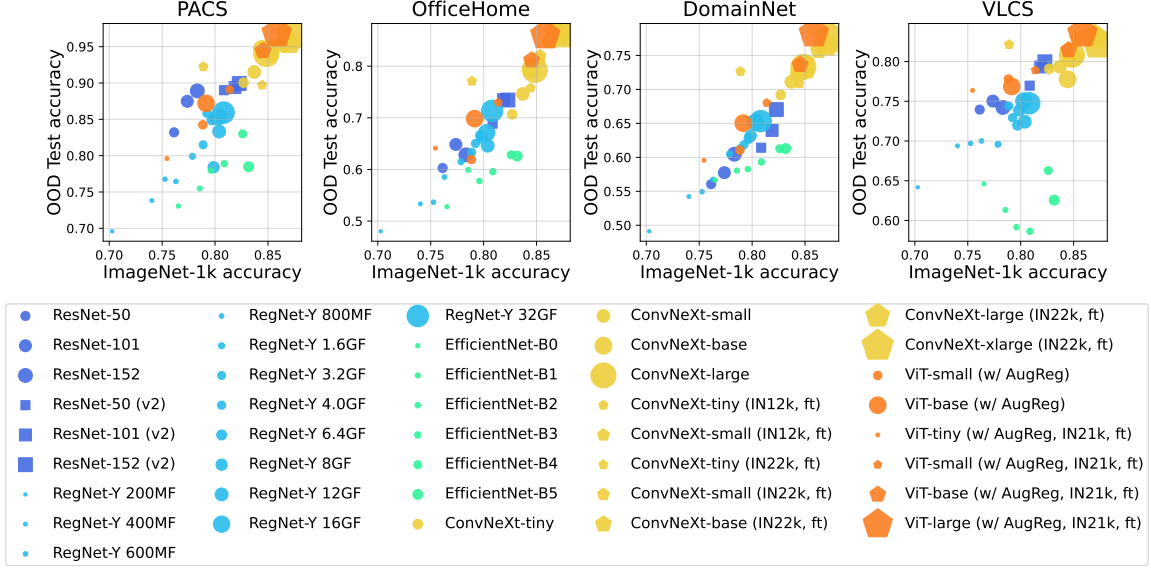 PACS
OfficeHome
DomainNet
VLCS
OOD Test accuracy
0.95
0.90
0.85
0.80
0.75
0.70
0.70 0.75 0.80 0.85
ImageNet-1k accuracy
OOD Test accuracy
0.8
0.7
0.6
0.5
0.70 0.75 0.80 0.85
ImageNet-1k accuracy
OOD Test accuracy
0.75
0.70
0.65
0.60
0.55
0.50
0.70 0.75 0.80 0.85
ImageNet-1k accuracy
OOD Test accuracy
0.80
0.75
0.70
0.65
0.60
0.70 0.75 0.80 0.85
ImageNet-1k accuracy
ResNet-50
ResNet-101
ResNet-152
ResNet-50 (v2)
ResNet-101 (v2)
ResNet-152 (v2)
RegNet-Y 200MF
RegNet-Y 400MF
RegNet-Y 600MF
RegNet-Y 800MF
RegNet-Y 1.6GF
RegNet-Y 3.2GF
RegNet-Y 4.0GF
RegNet-Y 6.4GF
RegNet-Y 8GF
RegNet-Y 12GF
RegNet-Y 16GF
RegNet-Y 32GF
EfficientNet-B0
EfficientNet-B1
EfficientNet-B2
EfficientNet-B3
EfficientNet-B4
EfficientNet-B5
ConvNeXt-tiny
ConvNeXt-small
ConvNeXt-base
ConvNeXt-large
ConvNeXt-tiny (IN12k, ft)
ConvNeXt-small (IN12k, ft)
ConvNeXt-tiny (IN22k, ft)
ConvNeXt-small (IN22k, ft)
ConvNeXt-base (IN22k, ft)
ConvNeXt-large (IN22k, ft)
ConvNeXt-xlarge (IN22k, ft)
ViT-small (w/ AugReg)
ViT-base (w/ AugReg)
ViT-tiny (w/ AugReg, IN21k, ft)
ViT-small (w/ AugReg, IN21k, ft)
ViT-base (w/ AugReg, IN21k, ft)
ViT-large (w/ AugReg, IN21k, ft)